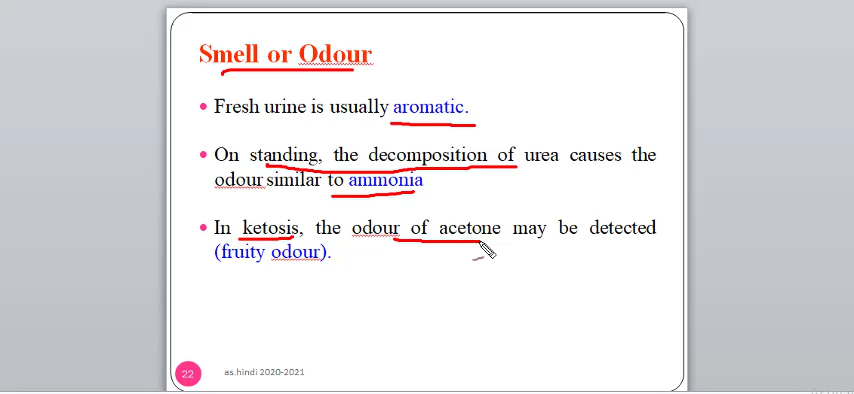 Smell or Odour
• Fresh urine is usually aromatic.
• On standing, the decomposition of urea causes the
odour similar to ammonia
• In ketosis, the odour of acetone may be detected
(fruity odour).
22
as.hindi 2020-2021